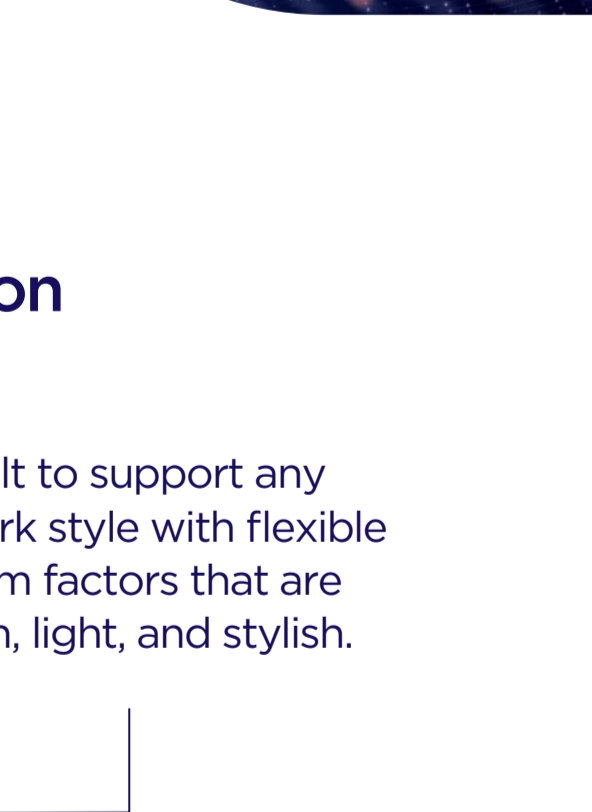 on
lt to support any
rk style with flexible
m factors that are
, light, and stylish.